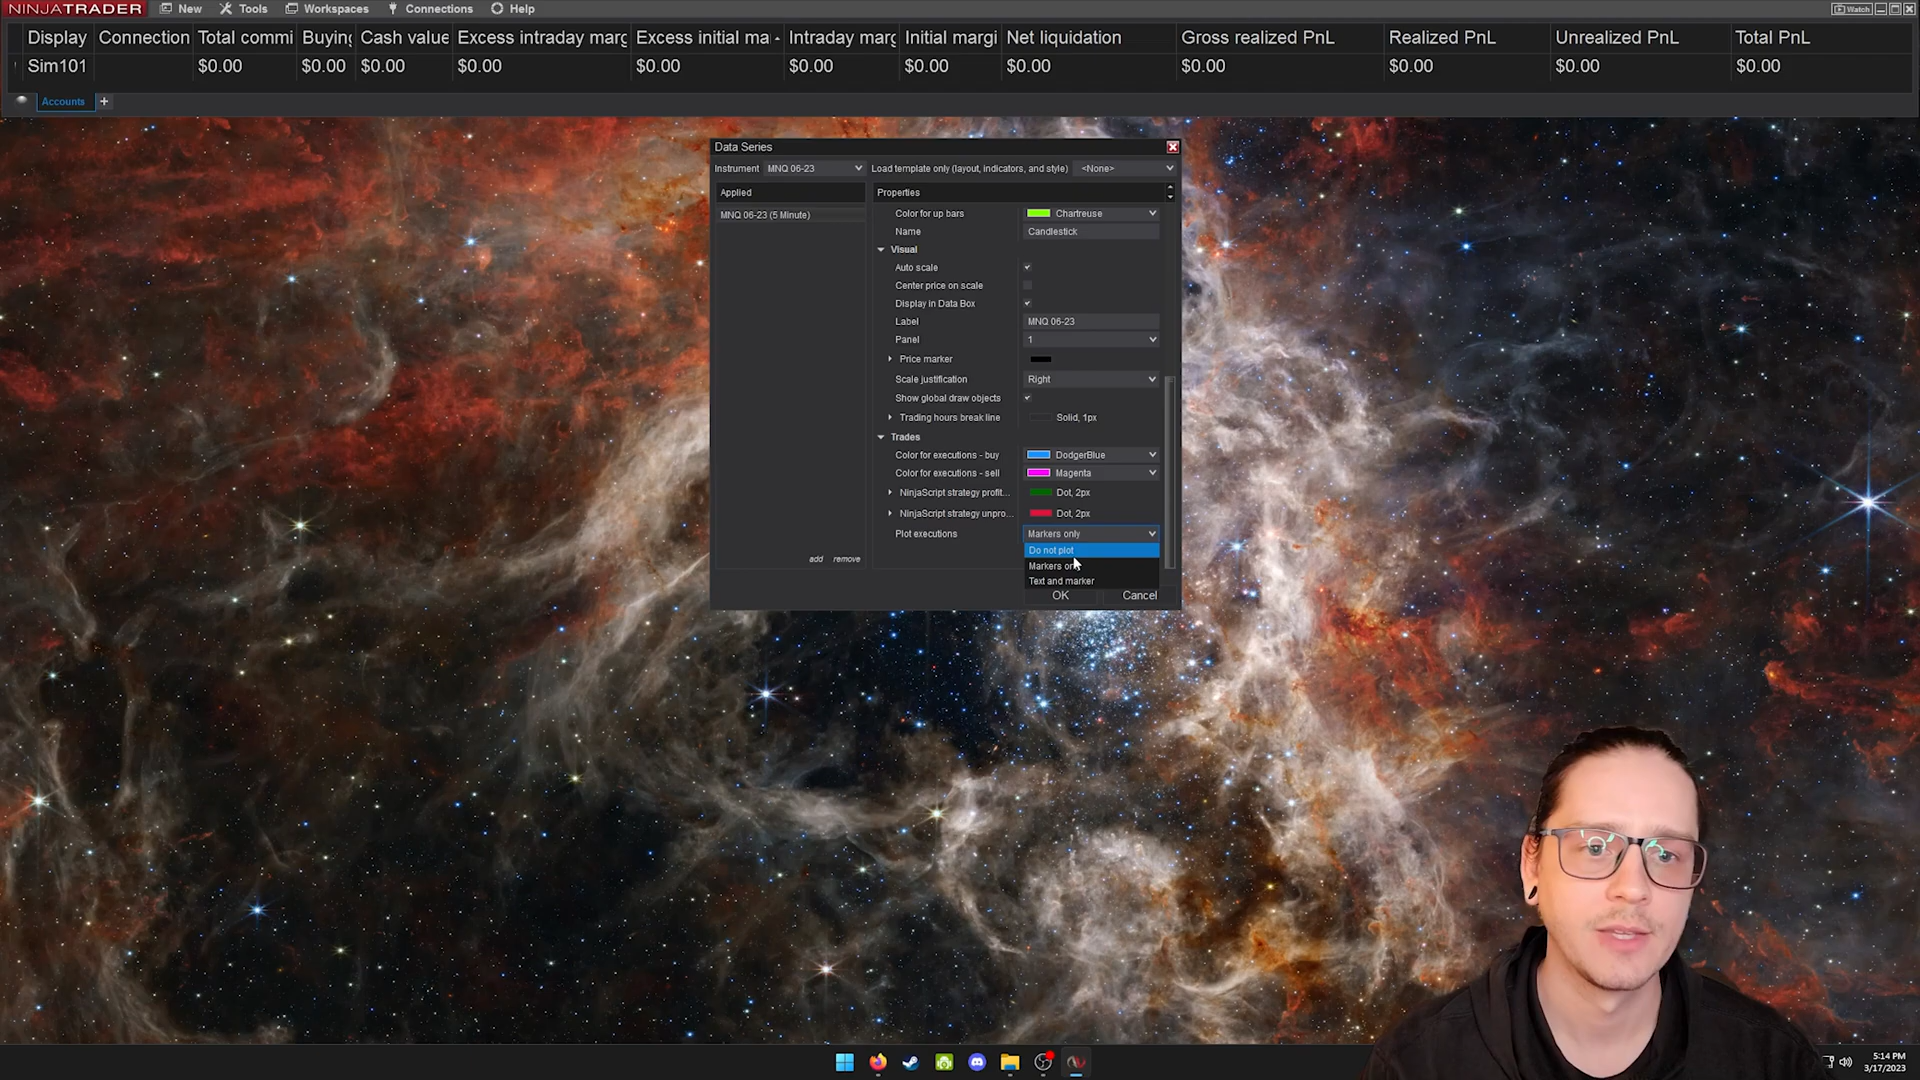 NINJATRADER New Tools Workspaces Connections Help Watch
Display Connection Total commi Buying Cash value Excess intraday marg Excess initial ma Intraday marg Initial margi Net liquidation Gross realized PnL Realized PnL Unrealized PnL Total PnL
Sim101 $0.00 $0.00 $0.00 $0.00 $0.00 $0.00 $0.00 $0.00 $0.00 $0.00 $0.00 $0.00
Accounts +
Data Series
Instrument MNQ 06-23 Load template only (layout, indicators, and style) <None>
Applied Properties
MNQ 06-23 (5 Minute)
Color for up bars Chartreuse
Name Candlestick
Visual
Auto scale
Center price on scale
Display in Data Box
Label MNQ 06-23
Panel 1
Price marker
Scale justification Right
Show global draw objects
Trading hours break line Solid, 1px
Trades
Color for executions - buy DodgerBlue
Color for executions - sell Magenta
NinjaScript strategy profit... Dot, 2px
NinjaScript strategy unpro... Dot, 2px
Plot executions Markers only
Do not plot
add remove
Markers only
Text and marker
OK Cancel
5:14 PM
3/17/2023